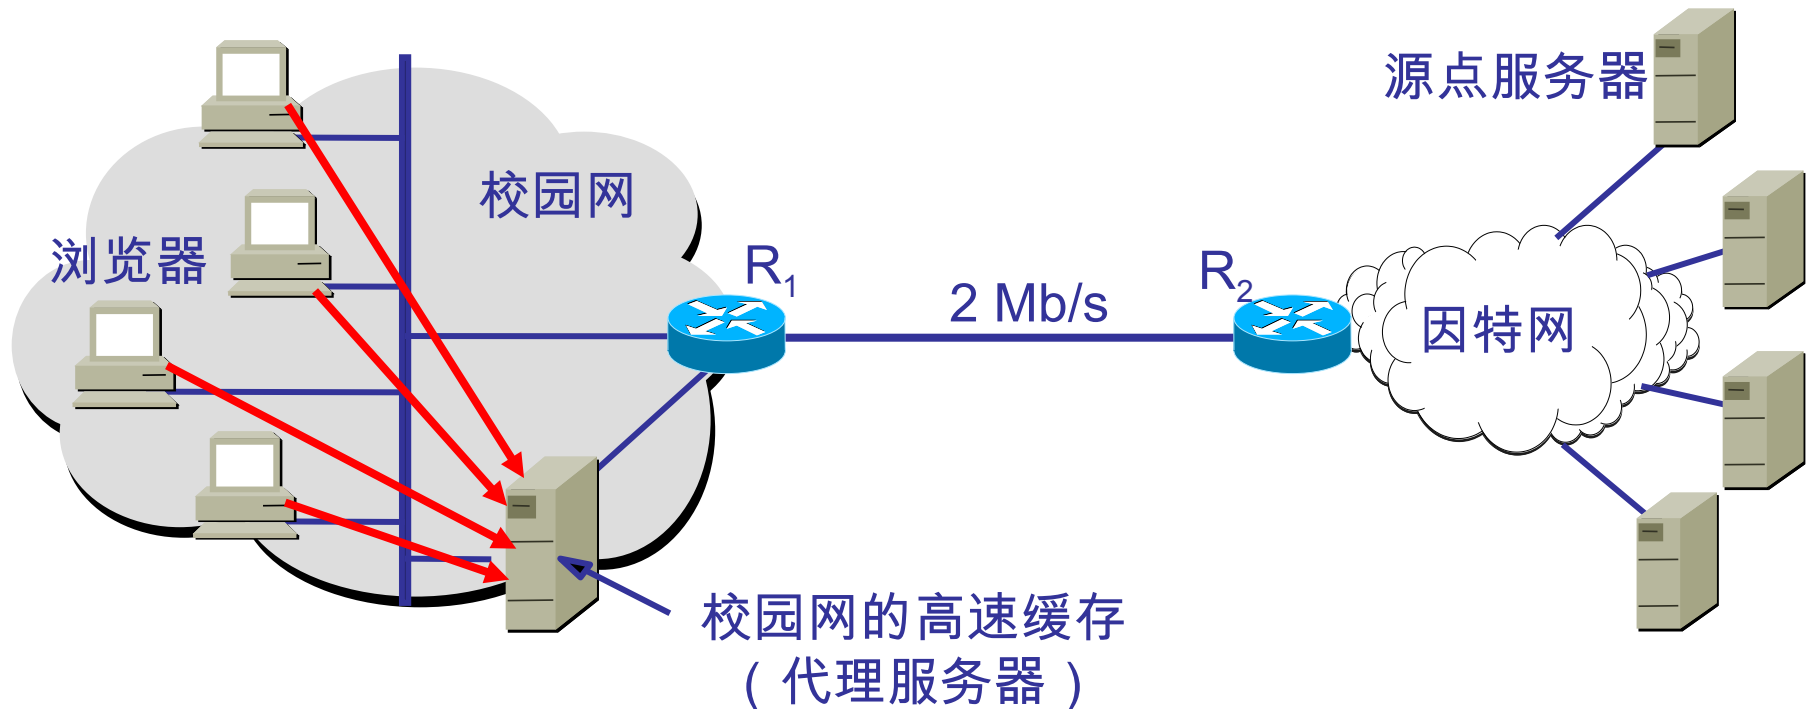 源点服务器
校园网
浏览器
R1
2 Mb/s
R2
因特网
校园网的高速缓存
（代理服务器）